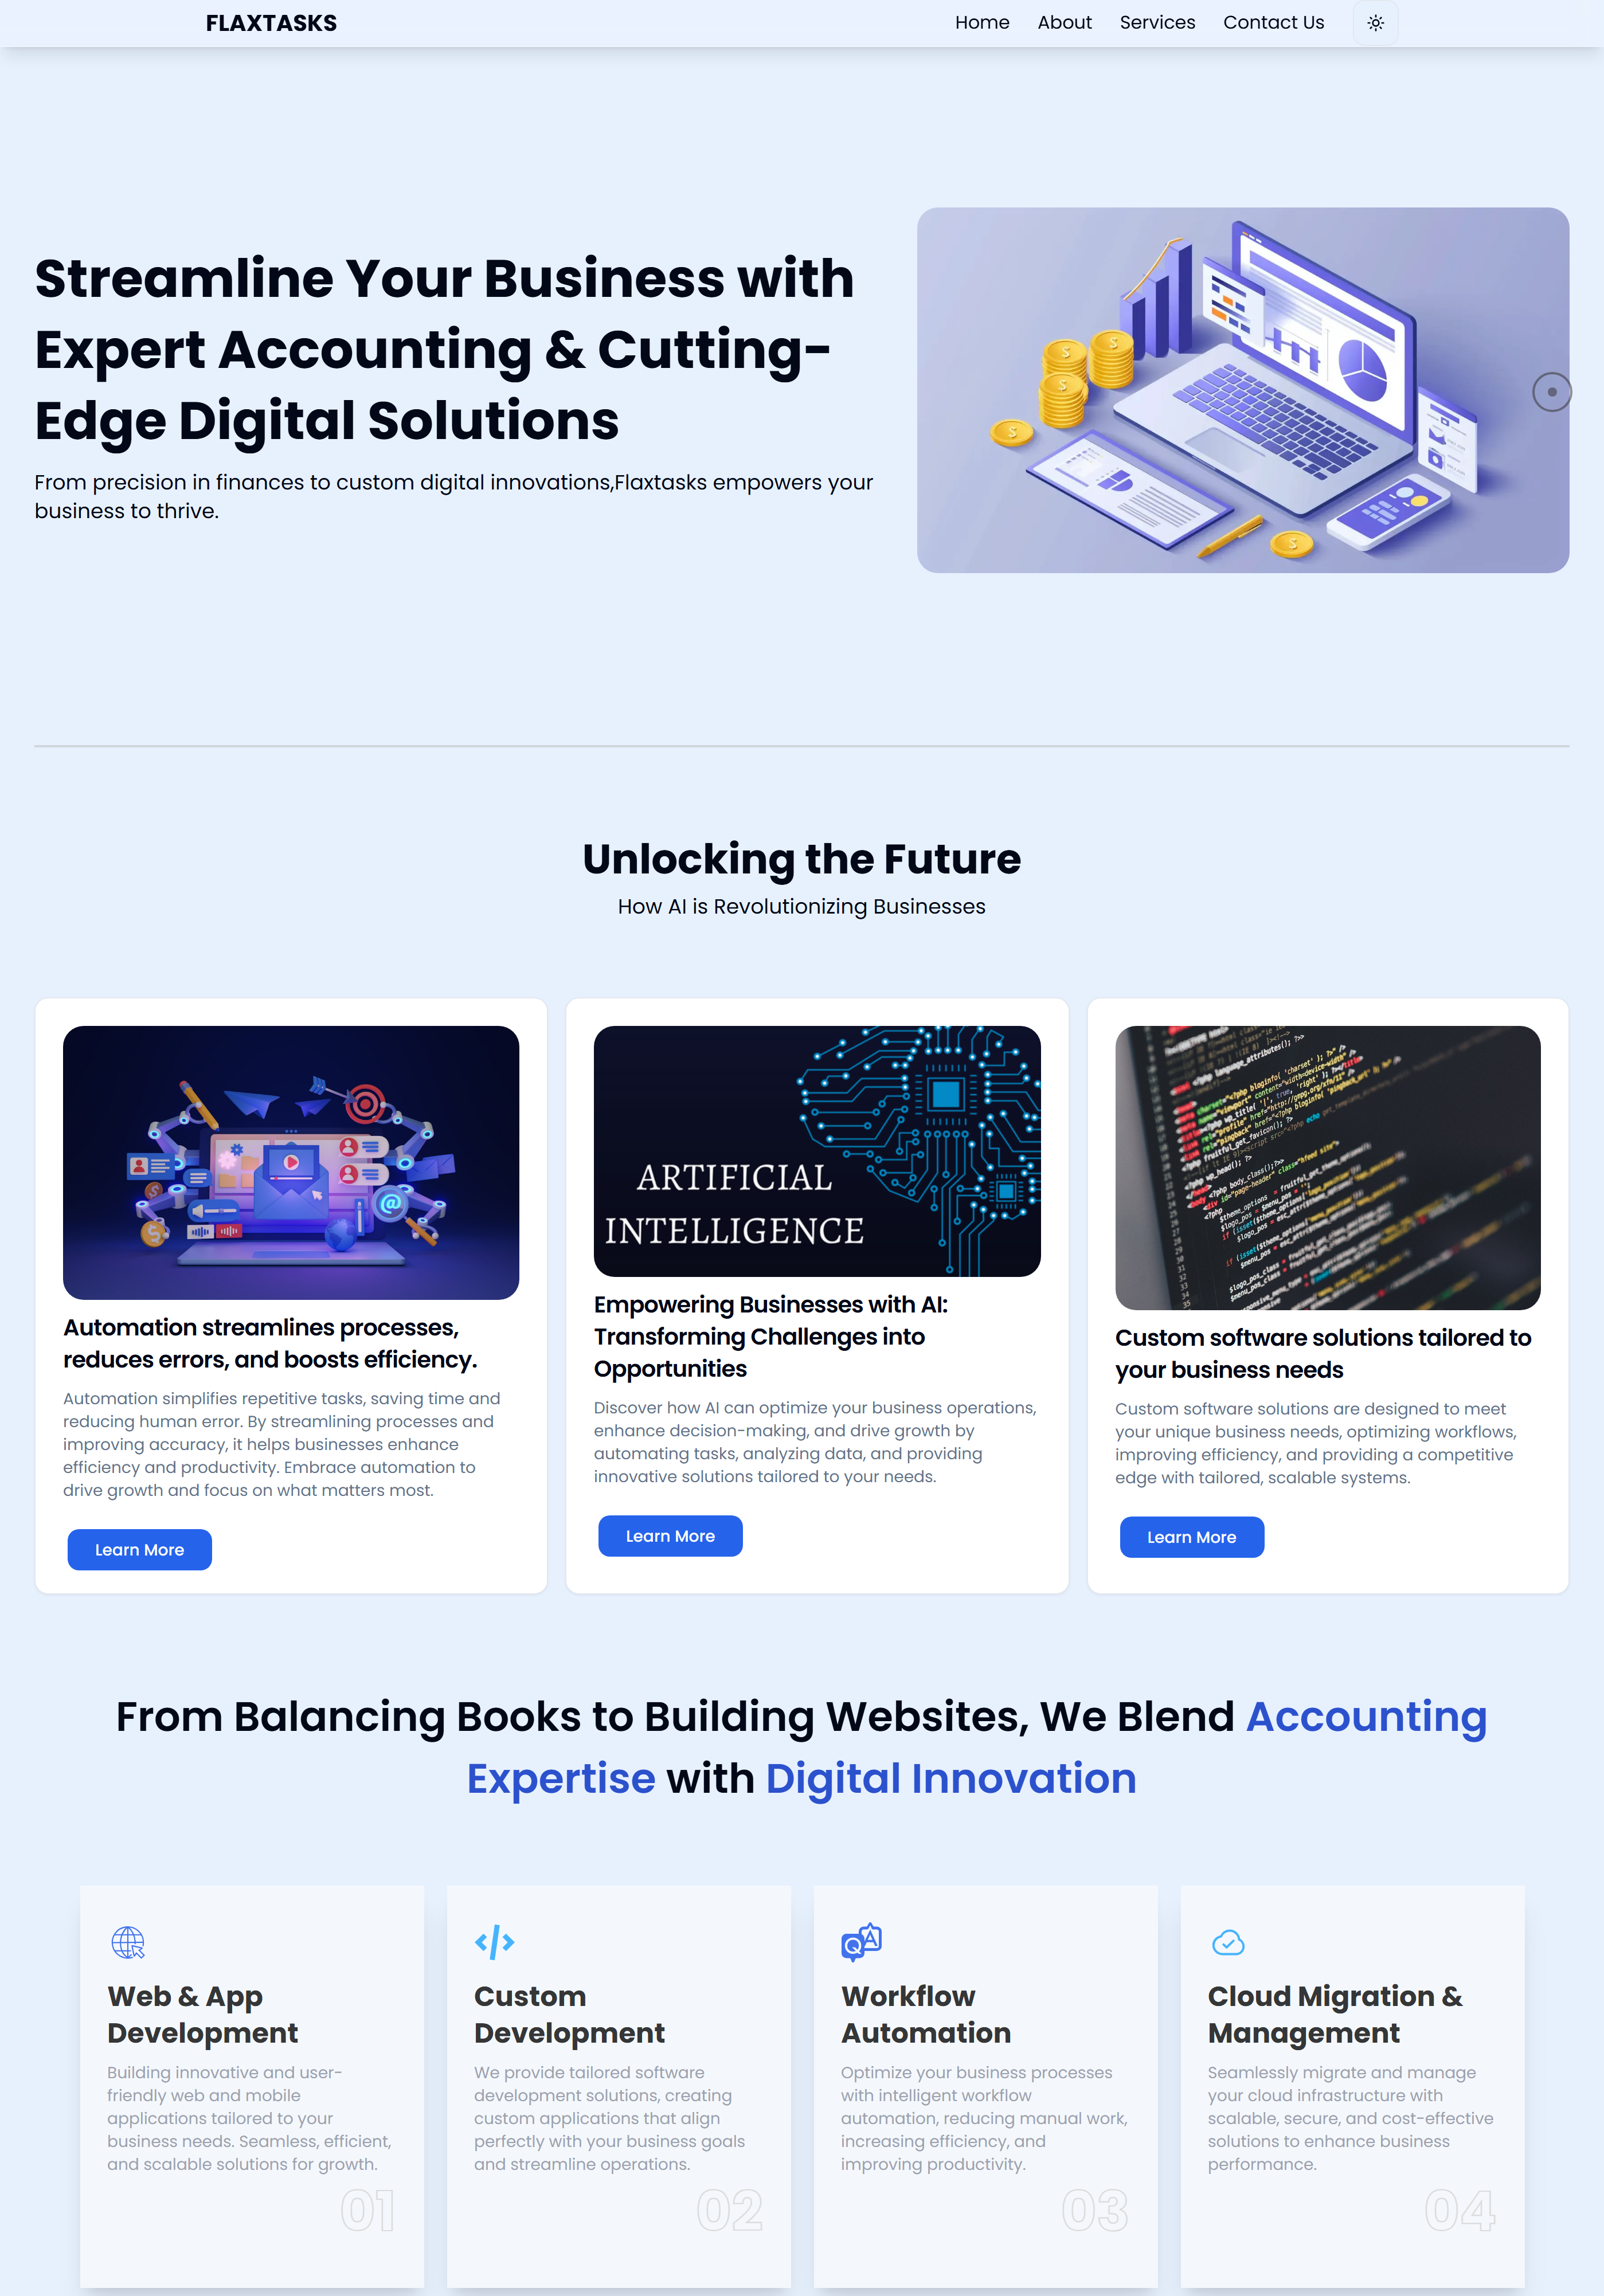 FLAXTASKS
Home
About
Services
Contact Us
Streamline Your Business with
Expert Accounting & Cutting-
Edge Digital Solutions
From precision in finances to custom digital innovations,Flaxtasks empowers your
business to thrive.
Unlocking the Future
How AI is Revolutionizing Businesses
Automation streamlines processes,
reduces errors, and boosts efficiency.
Automation simplifies repetitive tasks, saving time and
reducing human error. By streamlining processes and
improving accuracy, it helps businesses enhance
efficiency and productivity. Embrace automation to
drive growth and focus on what matters most.
Learn More
ARTIFICIAL
INTELLIGENCE
Empowering Businesses with AI:
Transforming Challenges into
Opportunities
Discover how AI can optimize your business operations,
enhance decision-making, and drive growth by
automating tasks, analyzing data, and providing
innovative solutions tailored to your needs.
Learn More
Custom software solutions tailored to
your business needs
Custom software solutions are designed to meet
your unique business needs, optimizing workflows,
improving efficiency, and providing a competitive
edge with tailored, scalable systems.
Learn More
From Balancing Books to Building Websites, We Blend Accounting
Expertise with Digital Innovation
Web & App
Development
Building innovative and user-
friendly web and mobile
applications tailored to your
business needs. Seamless, efficient,
and scalable solutions for growth.
01
Custom
Development
We provide tailored software
development solutions, creating
custom applications that align
perfectly with your business goals
and streamline operations.
02
Workflow
Automation
Optimize your business processes
with intelligent workflow
automation, reducing manual work,
increasing efficiency, and
improving productivity.
03
Cloud Migration &
Management
Seamlessly migrate and manage
your cloud infrastructure with
scalable, secure, and cost-effective
solutions to enhance business
performance.
04